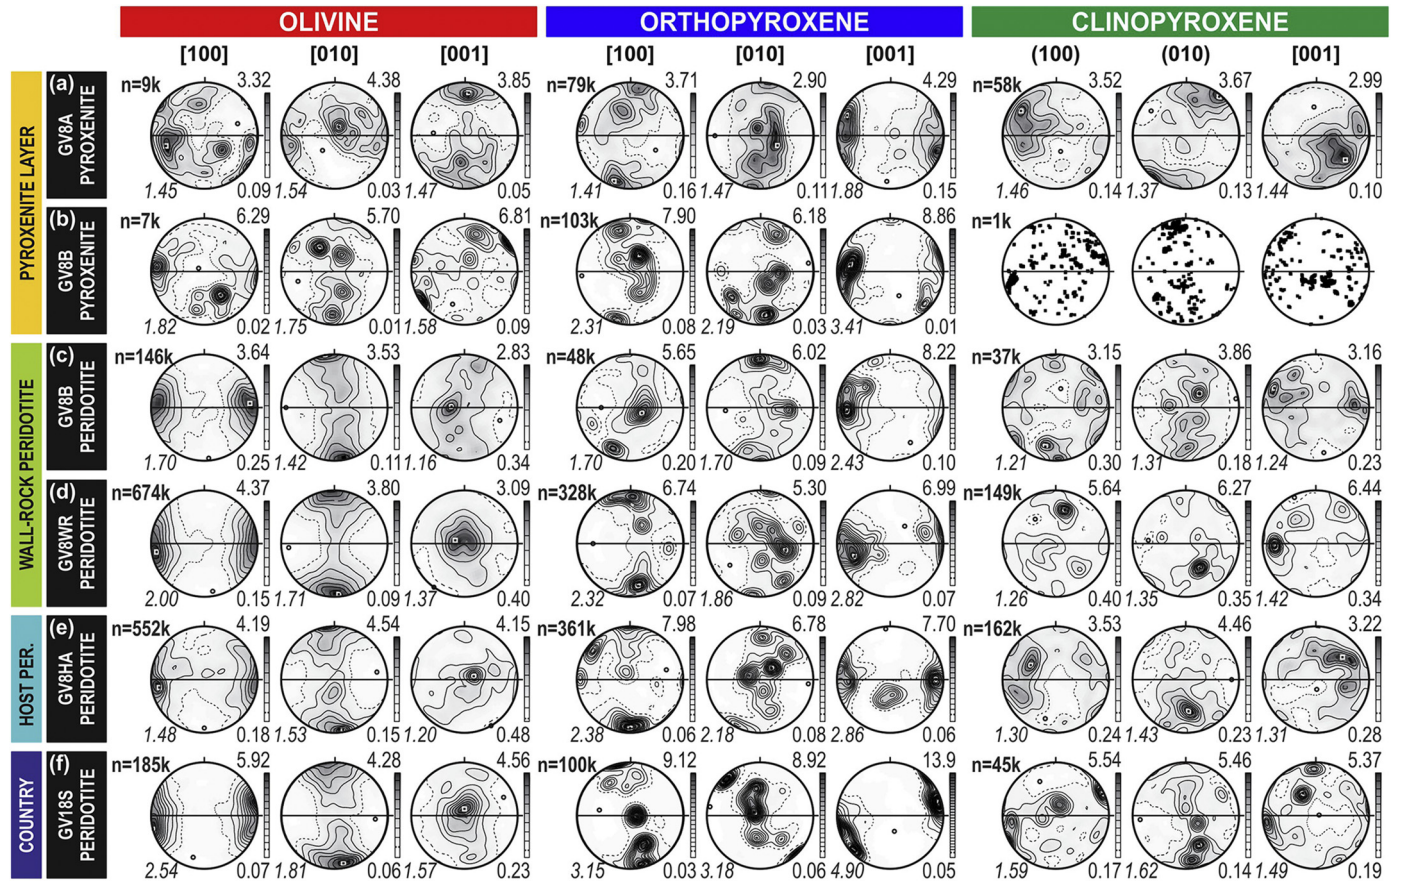 OLIVINE ORTHOPYROXENE CLINOPYROXENE
[100] [010] [001] [100] [010] [001] (100) (010) [001]
PYROXENITE LAYER
(a) GV8A PYROXENITE
n=9k 3.32 4.38 3.85 n=79k 3.71 2.90 4.29 n=58k 3.52 3.67 2.99
1.45 0.09 1.54 0.03 1.47 0.05 1.41 0.16 1.47 0.11 1.88 0.15 1.46 0.14 1.37 0.13 1.44 0.10
(b) GV8B PYROXENITE
n=7k 6.29 5.70 6.81 n=103k 7.90 6.18 8.86 n=1k
1.82 0.02 1.75 0.01 1.58 0.09 2.31 0.08 2.19 0.03 3.41 0.01
WALL-ROCK PERIDOTITE
(c) GV8B PERIDOTITE
n=146k 3.64 3.53 2.83 n=48k 5.65 6.02 8.22 n=37k 3.15 3.86 3.16
1.70 0.25 1.42 0.11 1.16 0.34 1.70 0.20 1.70 0.09 2.43 0.10 1.21 0.30 1.31 0.18 1.24 0.23
(d) GV8WR PERIDOTITE
n=674k 4.37 3.80 3.09 n=328k 6.74 5.30 6.99 n=149k 5.64 6.27 6.44
2.00 0.15 1.71 0.09 1.37 0.40 2.32 0.07 1.86 0.09 2.82 0.07 1.26 0.40 1.35 0.35 1.42 0.34
HOST PER.
(e) GV8HA PERIDOTITE
n=552k 4.19 4.54 4.15 n=361k 7.98 6.78 7.70 n=162k 3.53 4.46 3.22
1.48 0.18 1.53 0.15 1.20 0.48 2.38 0.06 2.18 0.08 2.86 0.06 1.30 0.24 1.43 0.23 1.31 0.28
COUNTRY
(f) GV18S PERIDOTITE
n=185k 5.92 4.28 4.56 n=100k 9.12 8.92 13.9 n=45k 5.54 5.46 5.37
2.54 0.07 1.81 0.06 1.57 0.23 3.15 0.03 3.18 0.06 4.90 0.05 1.59 0.17 1.62 0.14 1.49 0.19